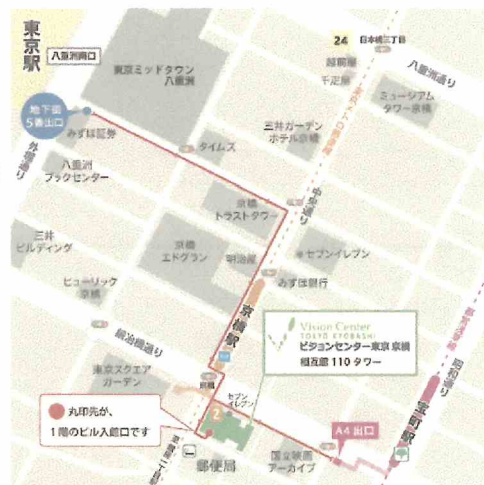 東京駅
八重洲南口
地下街
5番出口
外堀通り
東京ミッドタウン
八重洲
みずほ証券
八重洲
ブックセンター
タイムズ
24
日本橋三丁目
越前屋
千疋屋
八重洲通り
ミュージアム
タワー京橋
三井ガーデン
ホテル京橋
中央通り
京橋
トラストタワー
三井
ビルディング
京橋
エドグラン
明治屋
セブンイレブン
みずほ銀行
ヒューリック
京橋
京橋駅
鍛冶橋通り
Vision Center
TOKYO KYOBASHI
ビジョンセンター東京 京橋
相互館 110 タワー
都営浅草線
昭和通り
東京スクエア
ガーデン
京橋
セブン
イレブン
2
丸印先が、
1階のビル入館口です
宝町駅
A4 出口
郵便局
国立映画
アーカイブ